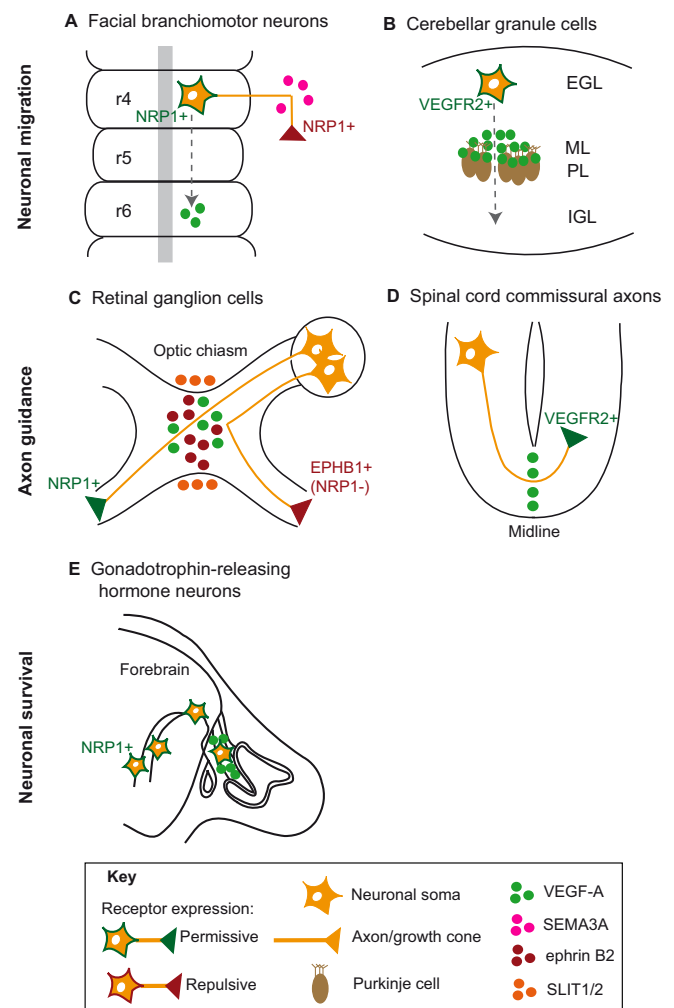 A Facial branchiomotor neurons
r4
NRP1+
NRP1+
r5
r6
B Cerebellar granule cells
EGL
VEGFR2+
ML
PL
IGL
Neuronal migration
C Retinal ganglion cells
Optic chiasm
NRP1+
EPHB1+
(NRP1-)
D Spinal cord commissural axons
VEGFR2+
Midline
Axon guidance
E Gonadotrophin-releasing
hormone neurons
Forebrain
NRP1+
Neuronal survival
Key
Receptor expression:
Permissive
Repulsive
Neuronal soma
Axon/growth cone
Purkinje cell
VEGF-A
SEMA3A
ephrin B2
SLIT1/2